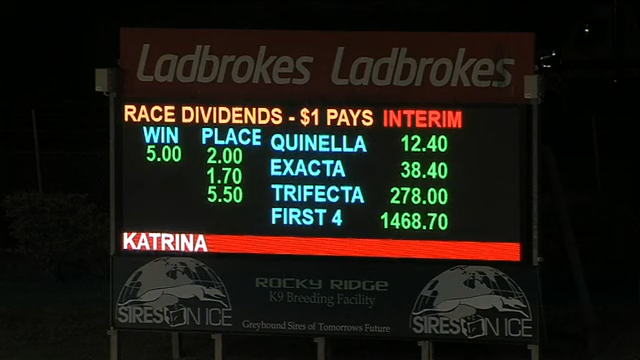 Ladbrokes Ladbrokes
RACE DIVIDENDS - $1 PAYS INTERIM
WIN PLACE QUINELLA 12.40
5.00 2.00 EXACTA 38.40
1.70 TRIFECTA 278.00
5.50 FIRST 4 1468.70
KATRINA
ROCKY RIDGE
K9 Breeding Facility
SIRES ON ICE SIRES ON ICE
Greyhound Sires of Tomorrows Future